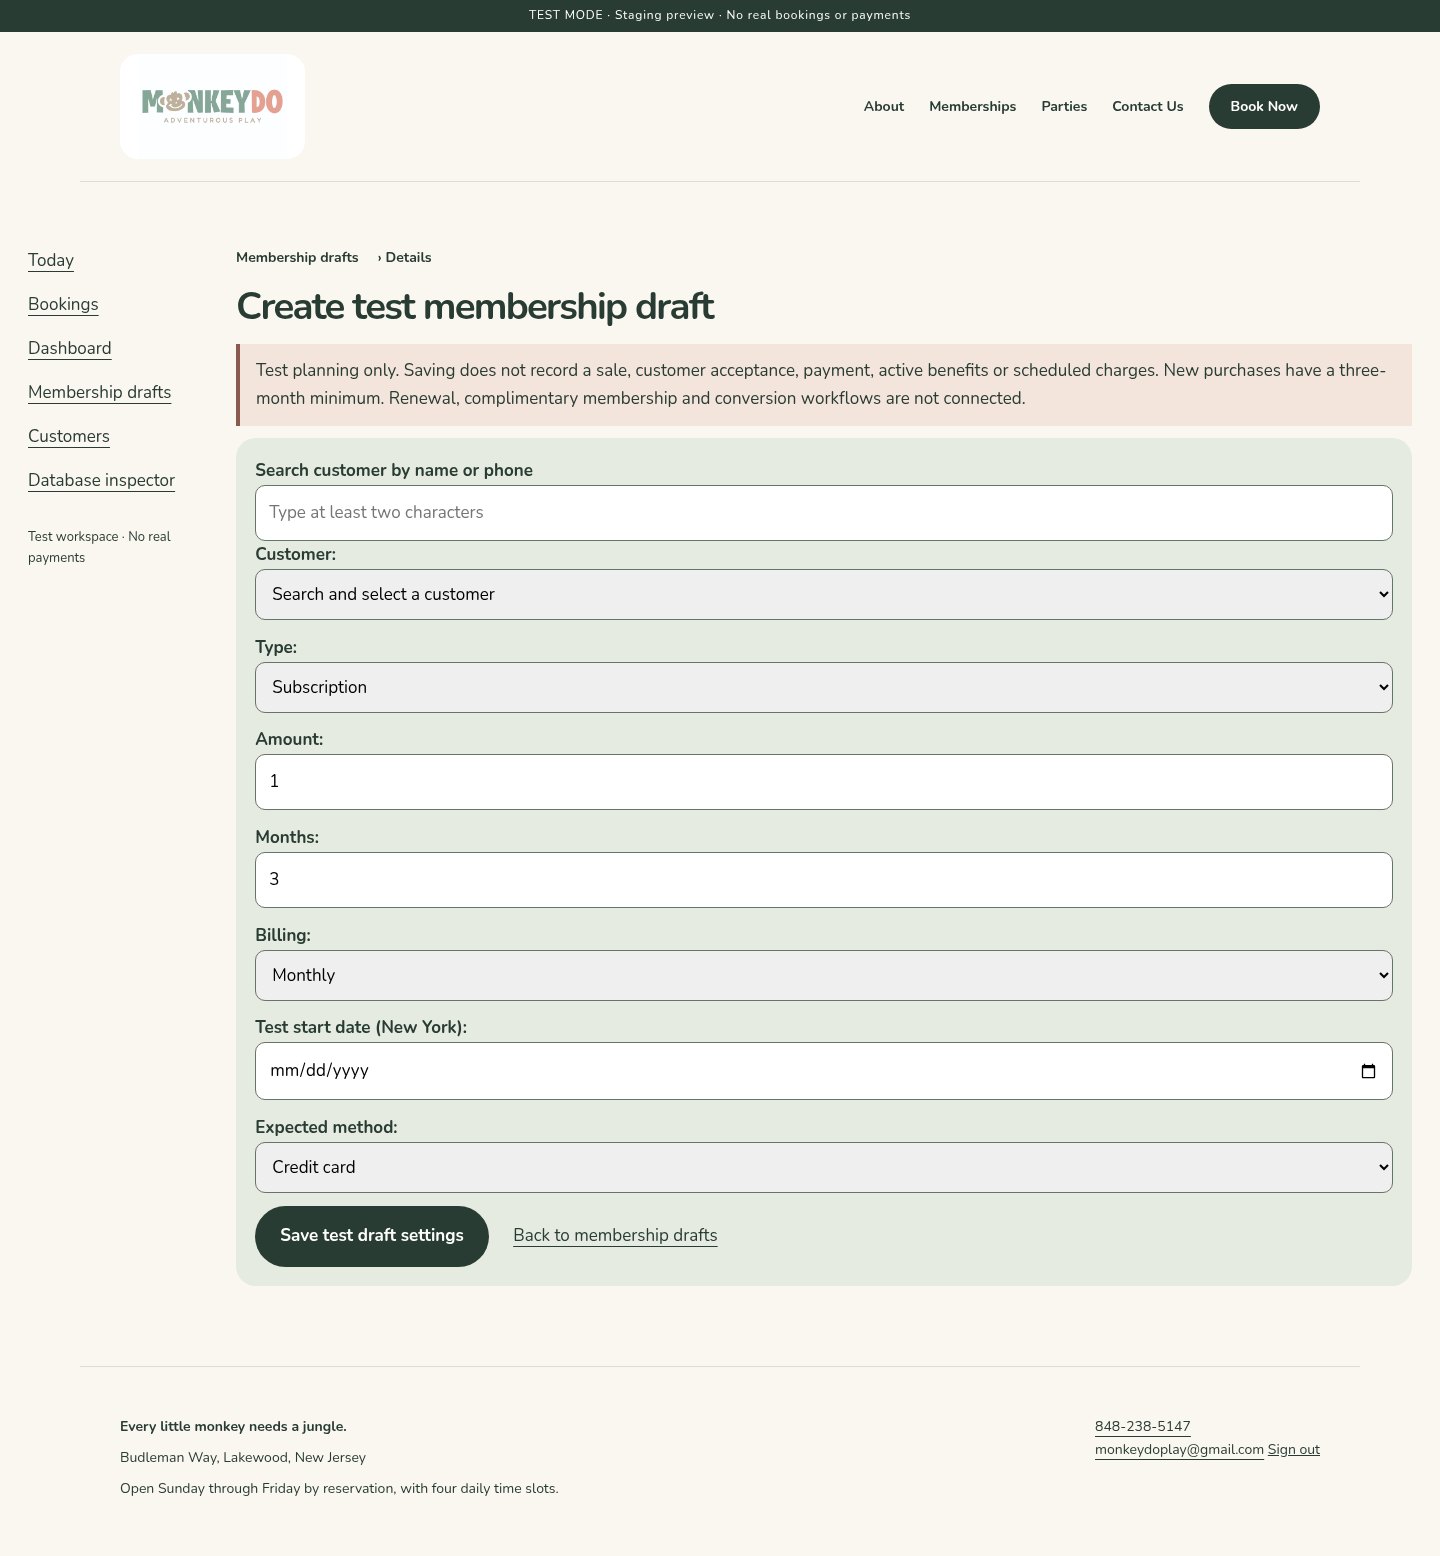 TEST MODE · Staging preview · No real bookings or payments
MONKEYDO
ADVENTUROUS PLAY
About Memberships Parties Contact Us Book Now
Today
Bookings
Dashboard
Membership drafts
Customers
Database inspector
Test workspace · No real
payments
Membership drafts › Details
Create test membership draft
Test planning only. Saving does not record a sale, customer acceptance, payment, active benefits or scheduled charges. New purchases have a three-
month minimum. Renewal, complimentary membership and conversion workflows are not connected.
Search customer by name or phone
Type at least two characters
Customer:
Search and select a customer
Type:
Subscription
Amount:
1
Months:
3
Billing:
Monthly
Test start date (New York):
mm/dd/yyyy
Expected method:
Credit card
Save test draft settings Back to membership drafts
Every little monkey needs a jungle.
Budleman Way, Lakewood, New Jersey
Open Sunday through Friday by reservation, with four daily time slots.
848-238-5147
monkeydoplay@gmail.com Sign out